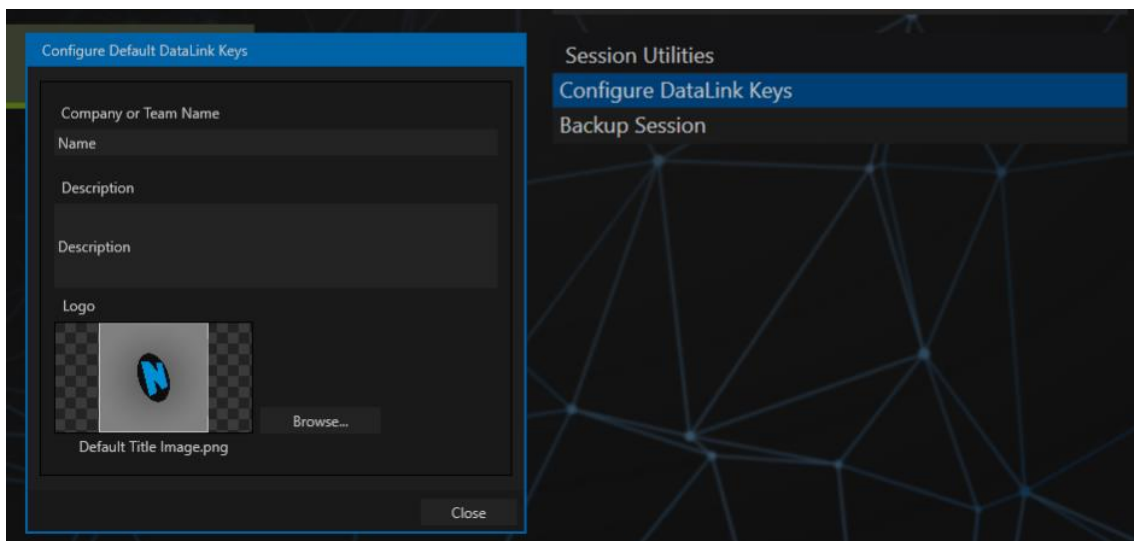 Configure Default DataLink Keys
Company or Team Name
Name
Description
Description
Logo
N
Default Title Image.png
Browse...
Close
Session Utilities
Configure DataLink Keys
Backup Session